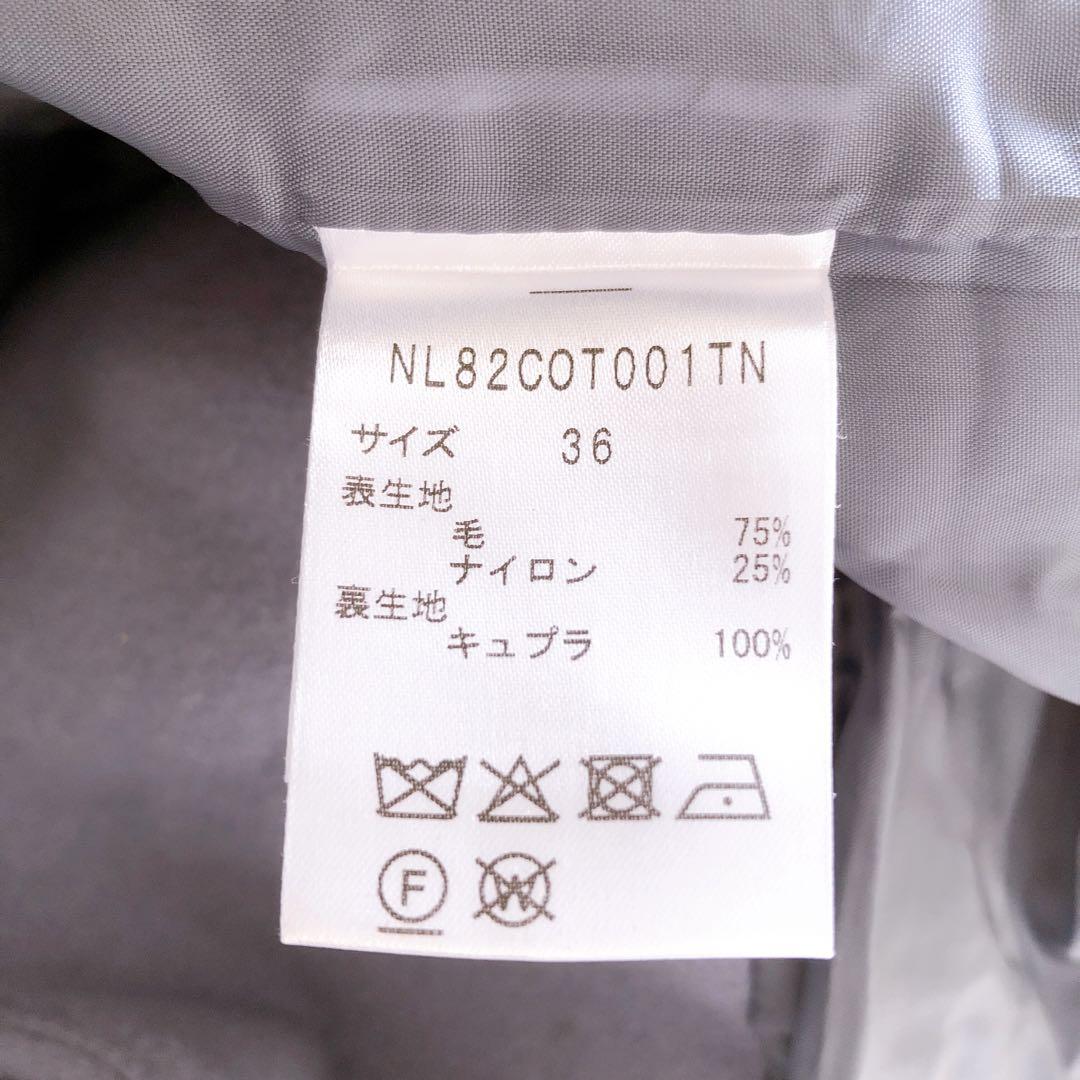 NL82COT001TN
サイズ 36
表生地
毛 75%
ナイロン 25%
裏生地
キュプラ 100%
F W